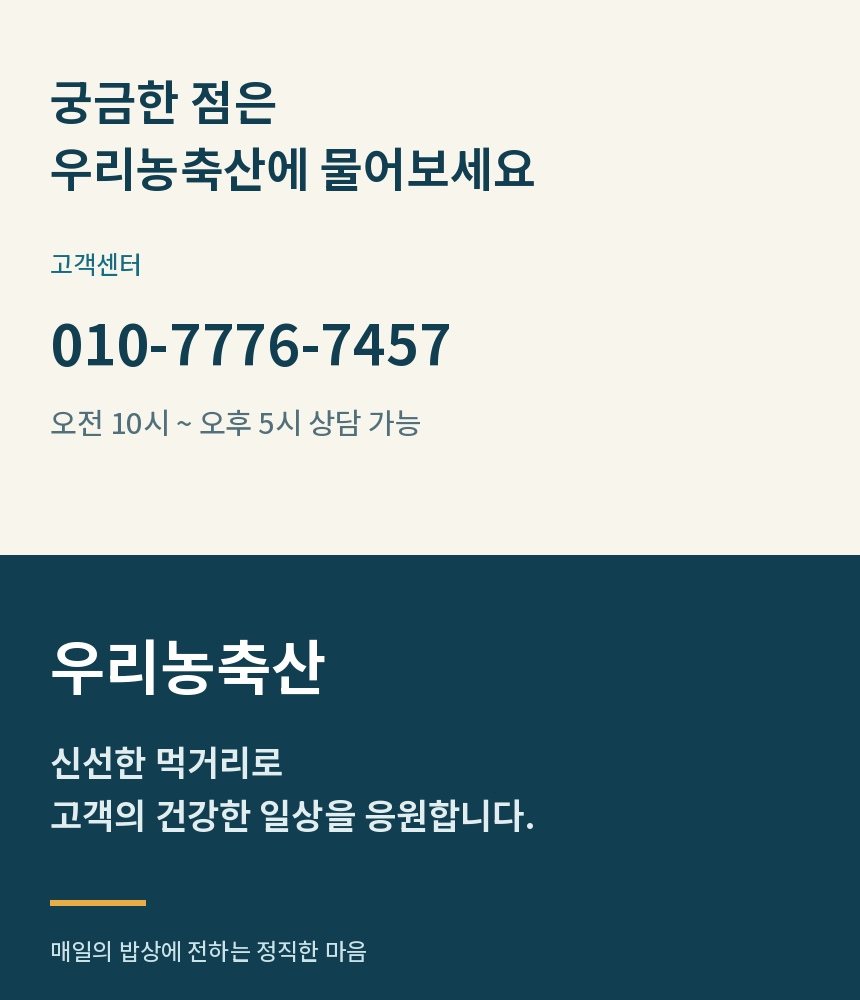 궁금한 점은
우리농축산에 물어보세요
고객센터
010-7776-7457
오전 10시 ~ 오후 5시 상담 가능
우리농축산
신선한 먹거리로
고객의 건강한 일상을 응원합니다.
매일의 밥상에 전하는 정직한 마음